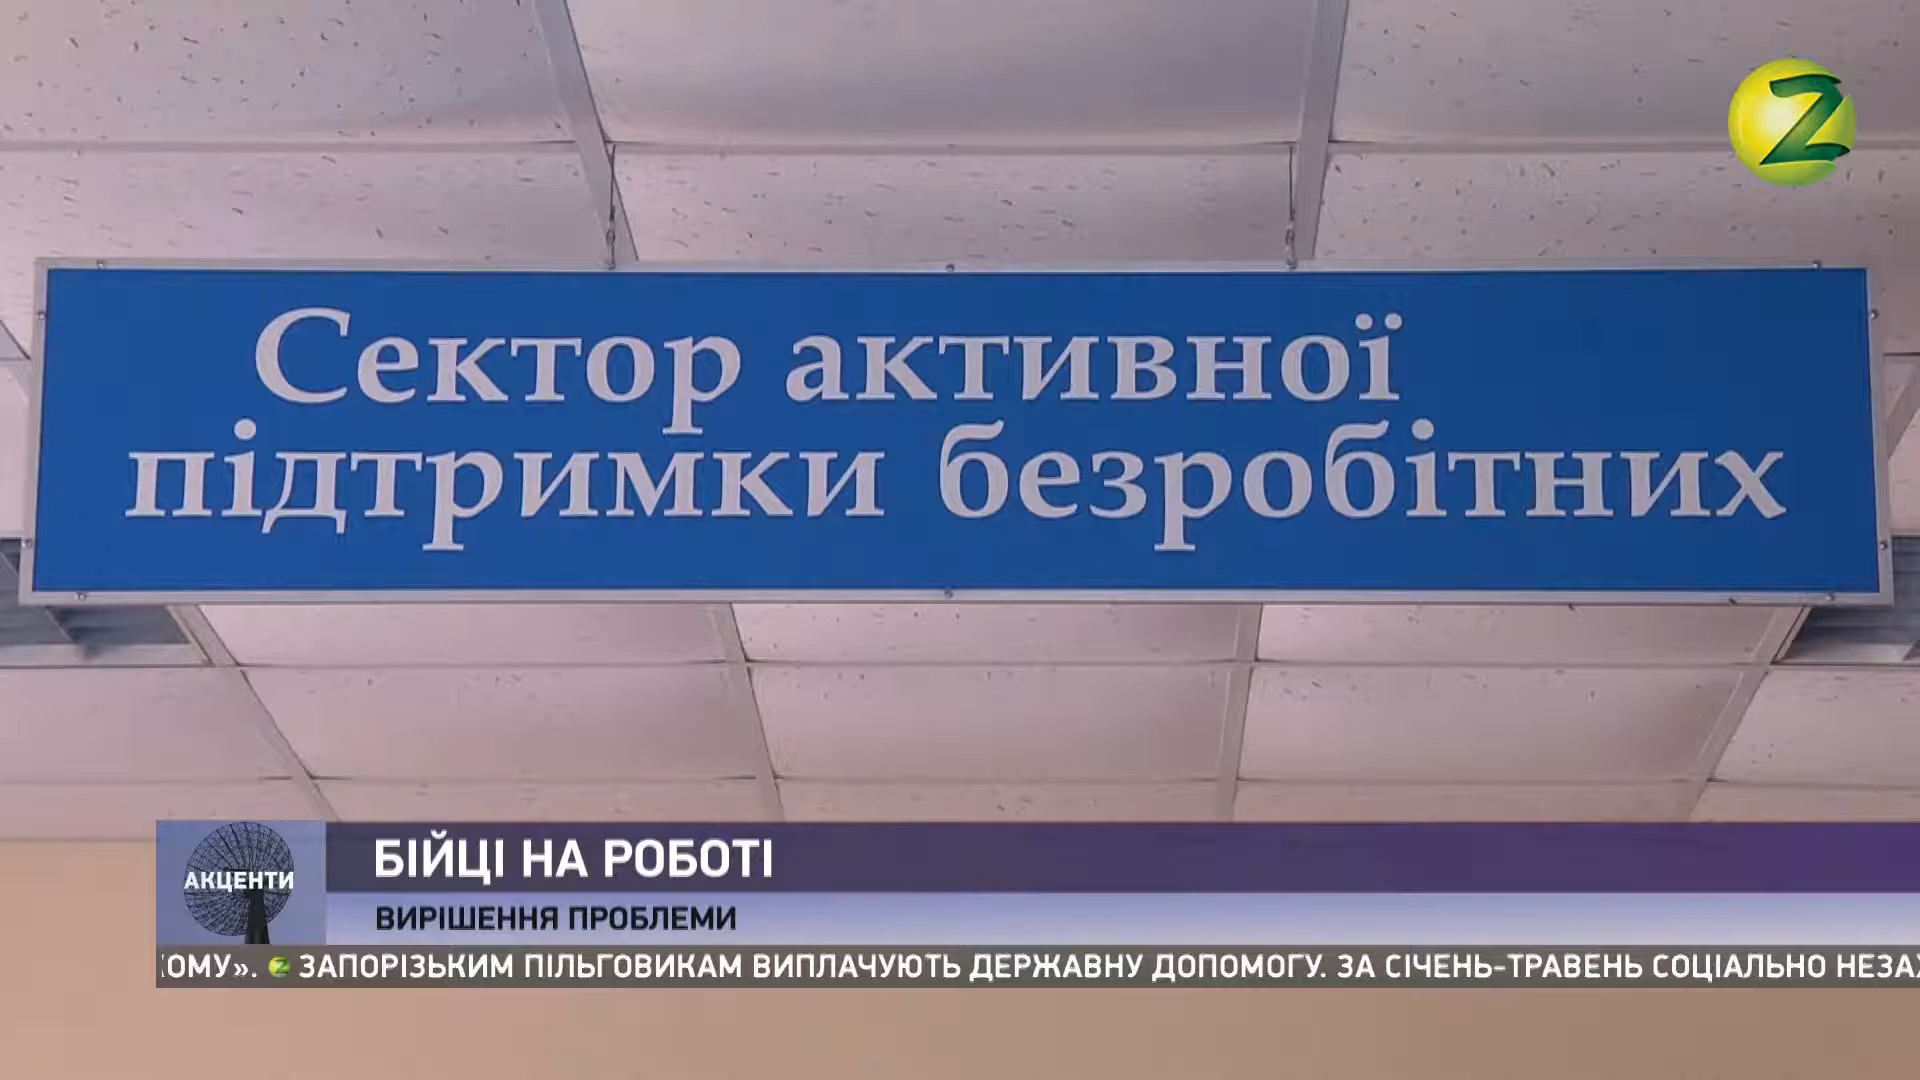 Z
Сектор активної
підтримки безробітних
АКЦЕНТИ
БІЙЦІ НА РОБОТІ
ВИРІШЕННЯ ПРОБЛЕМИ
ЗАПОРІЗЬКИМ ПІЛЬГОВИКАМ ВИПЛАЧУЮТЬ ДЕРЖАВНУ ДОПОМОГУ. ЗА СІЧЕНЬ-ТРАВЕНЬ СОЦІАЛЬНО